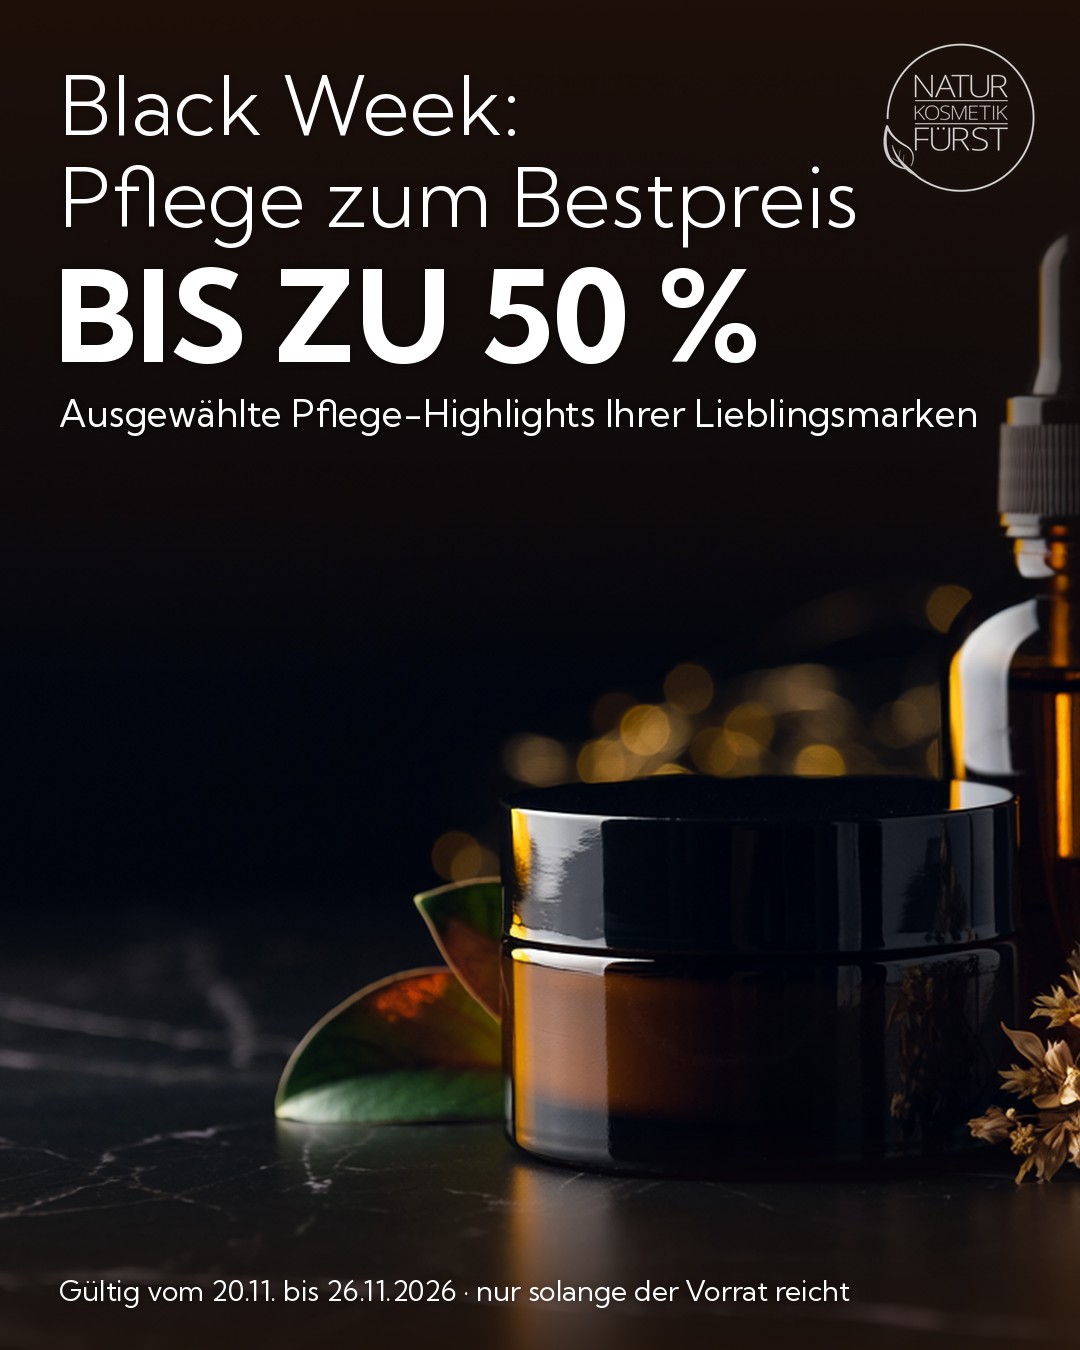 Black Week:
Pflege zum Bestpreis
BIS ZU 50 %
Ausgewählte Pflege-Highlights Ihrer Lieblingsmarken
NATUR
KOSMETIK
FÜRST
Gültig vom 20.11. bis 26.11.2026 · nur solange der Vorrat reicht